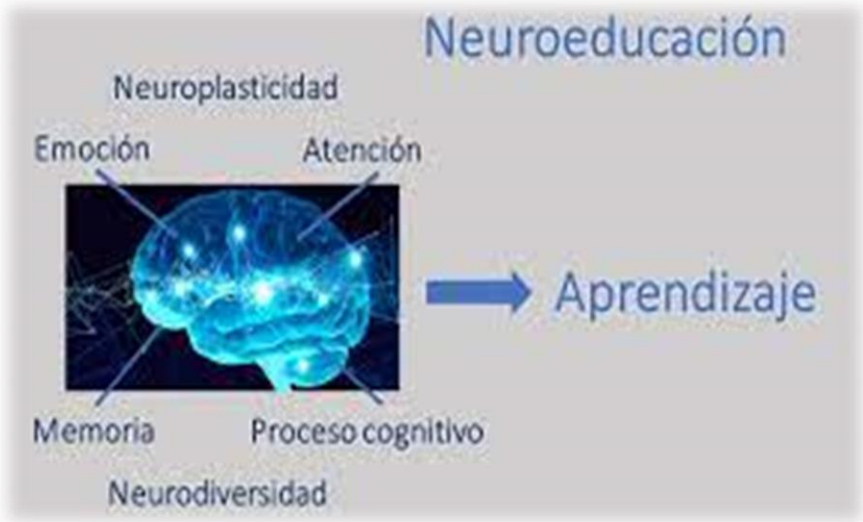 Neuroeducación
Neuroplasticidad
Emoción
Atención
Aprendizaje
Memoria
Proceso cognitivo
Neurodiversidad